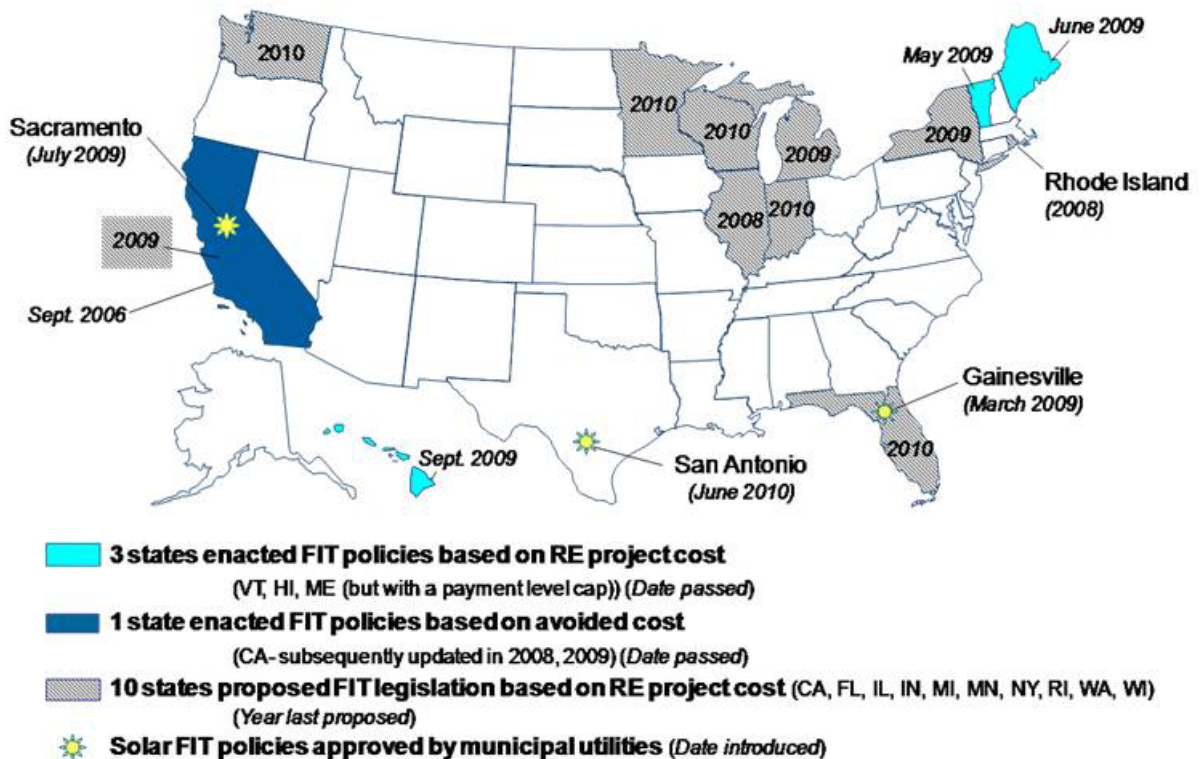 June 2009
May 2009
2010
2010
2010
2009
2009
Sacramento
(July 2009)
Rhode Island
(2008)
2008
2010
2009
Sept. 2006
Gainesville
(March 2009)
2010
Sept. 2009
San Antonio
(June 2010)
3 states enacted FIT policies based on RE project cost
(VT, HI, ME (but with a payment level cap)) (Date passed)
1 state enacted FIT policies based on avoided cost
(CA- subsequently updated in 2008, 2009) (Date passed)
10 states proposed FIT legislation based on RE project cost (CA, FL, IL, IN, MI, MN, NY, RI, WA, WI)
(Year last proposed)
Solar FIT policies approved by municipal utilities (Date introduced)